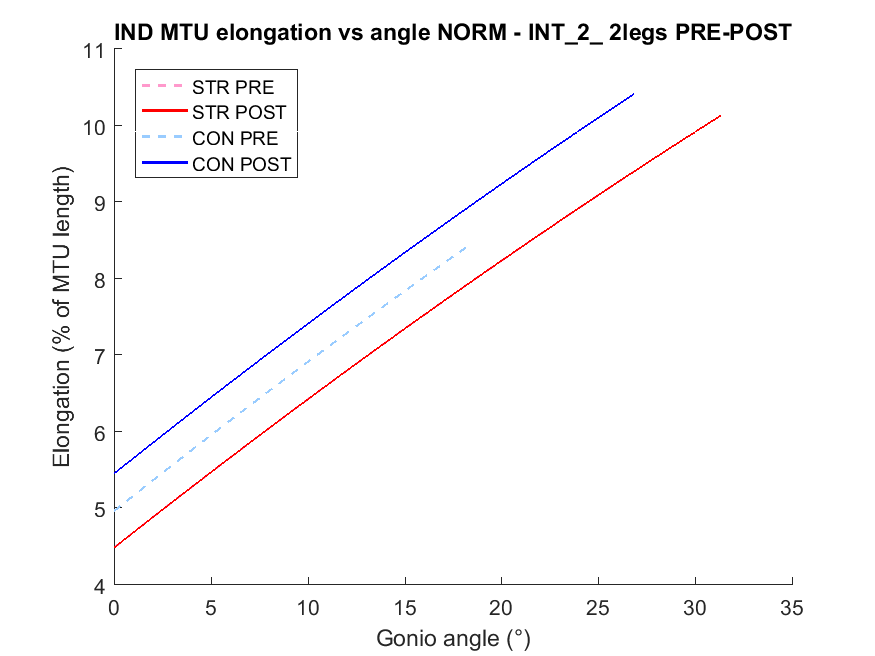 IND MTU elongation vs angle NORM - INT_2_ 2legs PRE-POST
11
10
9
8
7
6
5
4
Elongation (% of MTU length)
STR PRE
STR POST
CON PRE
CON POST
0 5 10 15 20 25 30 35
Gonio angle (°)